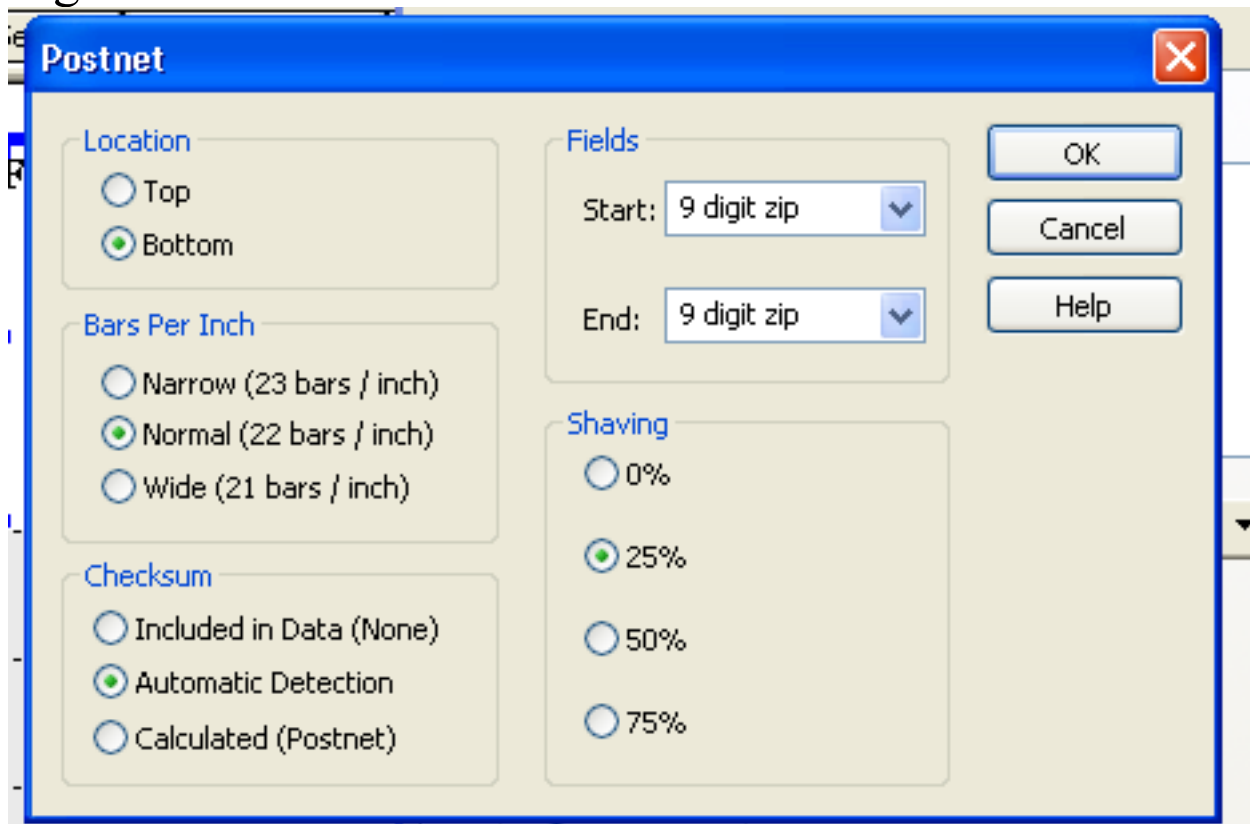 Postnet
Location
Top
Bottom
Bars Per Inch
Narrow (23 bars / inch)
Normal (22 bars / inch)
Wide (21 bars / inch)
Checksum
Included in Data (None)
Automatic Detection
Calculated (Postnet)
Fields
Start: 9 digit zip
End: 9 digit zip
Shaving
0%
25%
50%
75%
OK
Cancel
Help